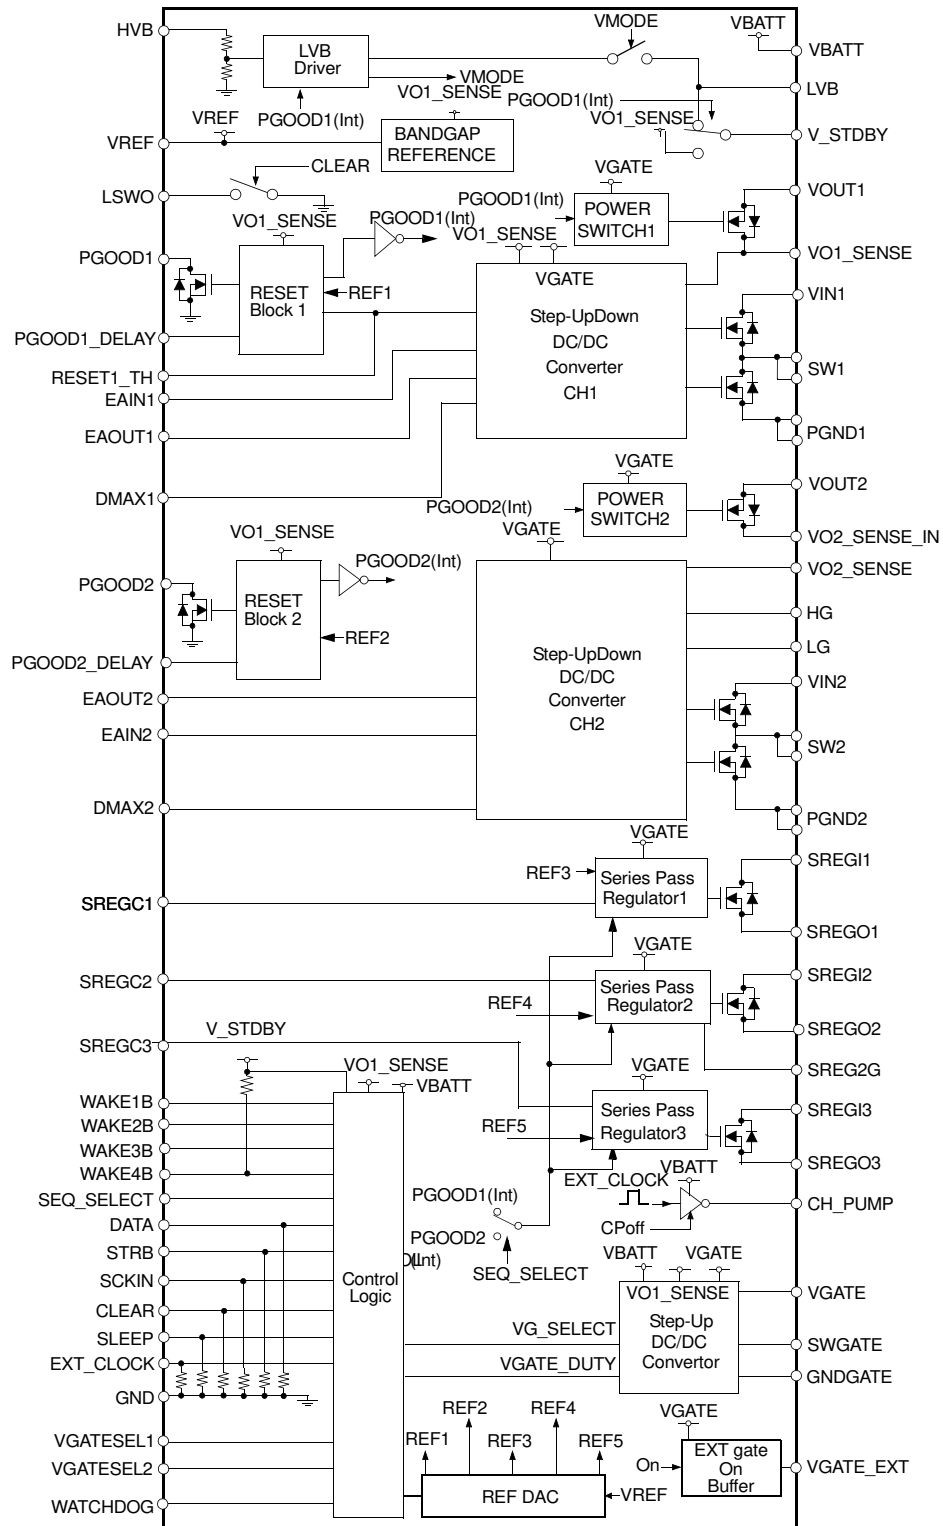 HVB
LVB
Driver
VMODE
VBATT
VBATT
VMODE
LVB
PGOOD1(Int)
VO1_SENSE
PGOOD1(Int)
VREF
VREF
BANDGAP
REFERENCE
VO1_SENSE
V_STDBY
CLEAR
LSWO
VGATE
PGOOD1(Int)
POWER
SWITCH1
VOUT1
VO1_SENSE
PGOOD1(Int)
VO1_SENSE
VO1_SENSE
PGOOD1
RESET
Block 1
REF1
VGATE
Step-UpDown
DC/DC
Converter
CH1
VIN1
PGOOD1_DELAY
SW1
RESET1_TH
EAIN1
EAOUT1
PGND1
DMAX1
VGATE
PGOOD2(Int)
POWER
SWITCH2
VOUT2
VO1_SENSE
VGATE
VO2_SENSE_IN
PGOOD2(Int)
VO2_SENSE
PGOOD2
RESET
Block 2
REF2
HG
LG
PGOOD2_DELAY
Step-UpDown
DC/DC
Converter
CH2
VIN2
EAOUT2
EAIN2
SW2
DMAX2
PGND2
VGATE
REF3
Series Pass
Regulator1
SREGI1
SREGC1
SREGO1
VGATE
SREGC2
Series Pass
Regulator2
SREGI2
REF4
SREGO2
V_STDBY
SREGC3
SREG2G
VO1_SENSE
VBATT
VGATE
WAKE1B
WAKE2B
WAKE3B
WAKE4B
REF5
Series Pass
Regulator3
SREGI3
SREGO3
SEQ_SELECT
PGOOD1(Int)
EXT_CLOCK
VBATT
CH_PUMP
DATA
CPoff
STRB
PGOOD2
(Int)
SEQ_SELECT
SCKIN
Control
Logic
VBATT
VGATE
CLEAR
VO1_SENSE
VGATE
SLEEP
VG_SELECT
Step-Up
DC/DC
Convertor
SWGATE
EXT_CLOCK
VGATE_DUTY
GNDGATE
GND
REF2
REF4
VGATE
VGATESEL1
REF1
REF3
REF5
VGATESEL2
On
EXT gate
On
Buffer
VGATE_EXT
WATCHDOG
REF DAC
VREF